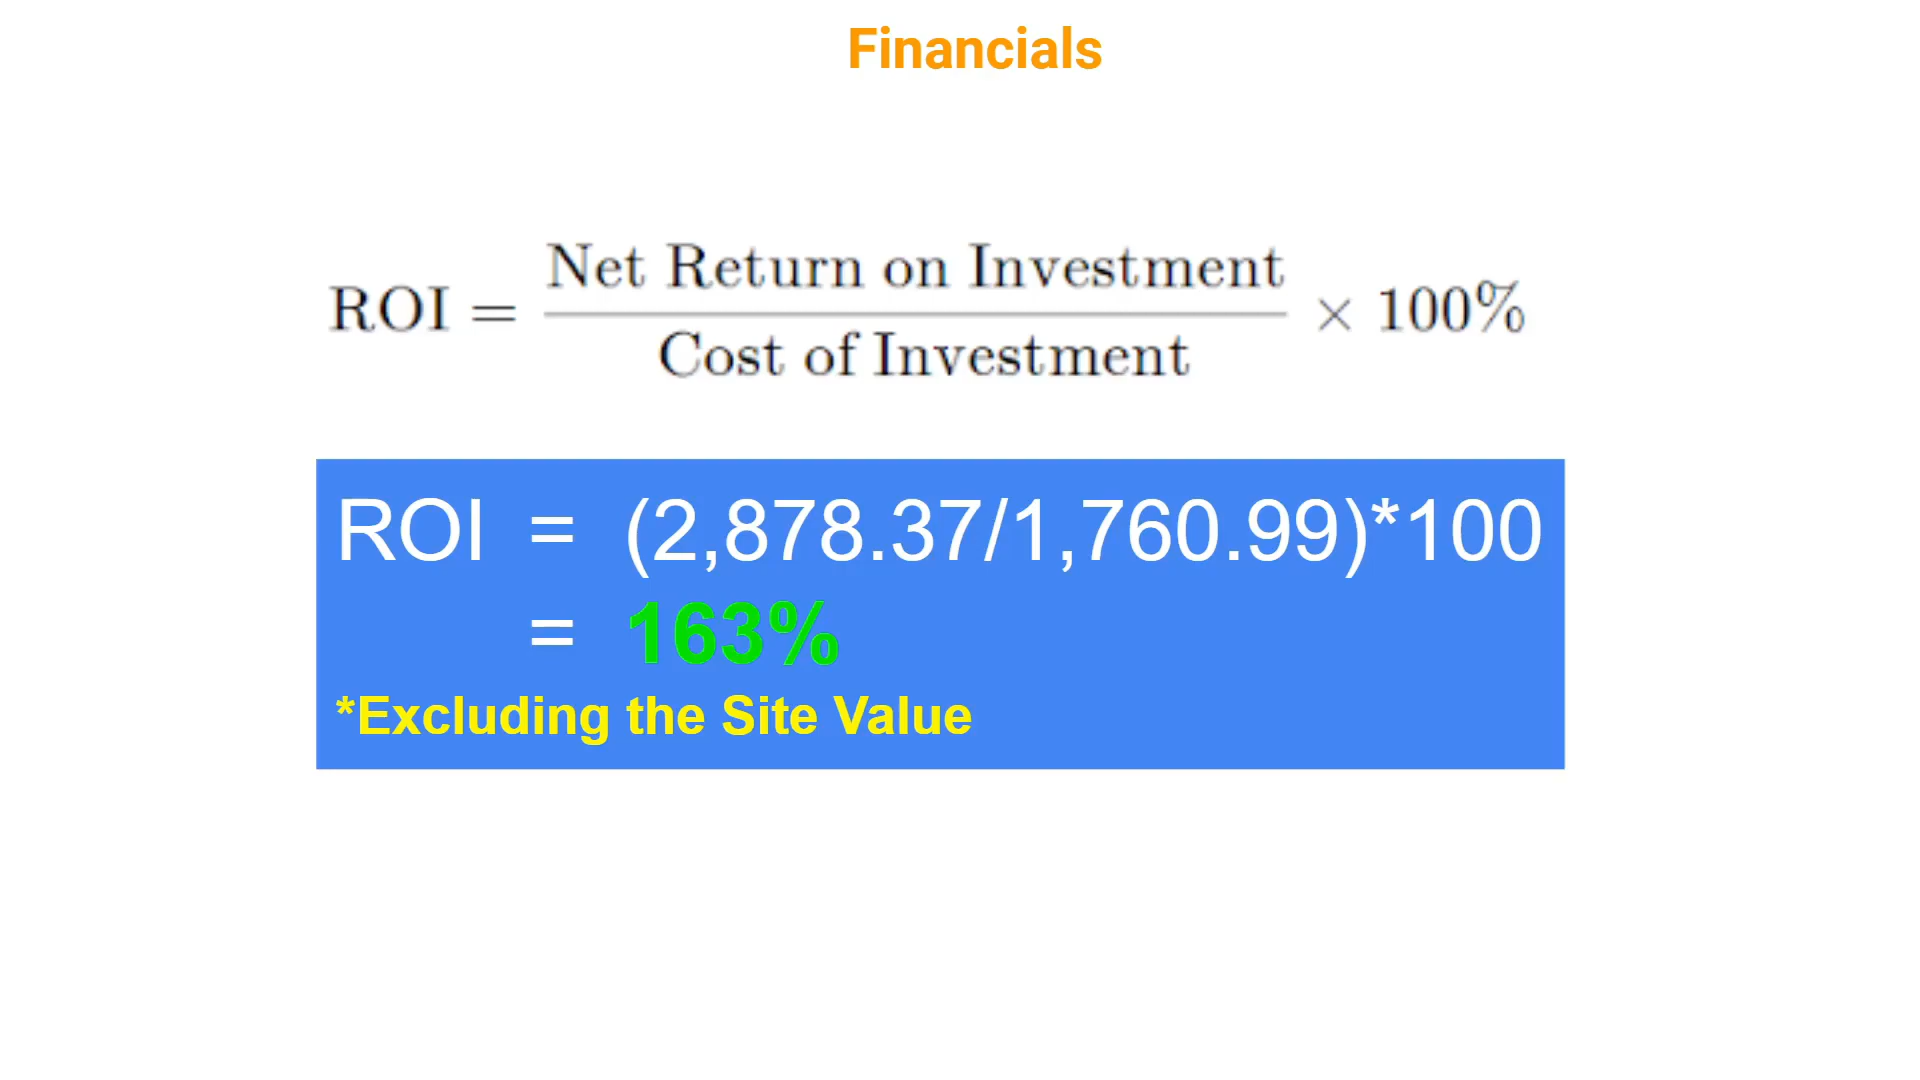 Financials
ROI = Net Return on Investment / Cost of Investment × 100%
ROI = (2,878.37/1,760.99)*100
= 163%
*Excluding the Site Value